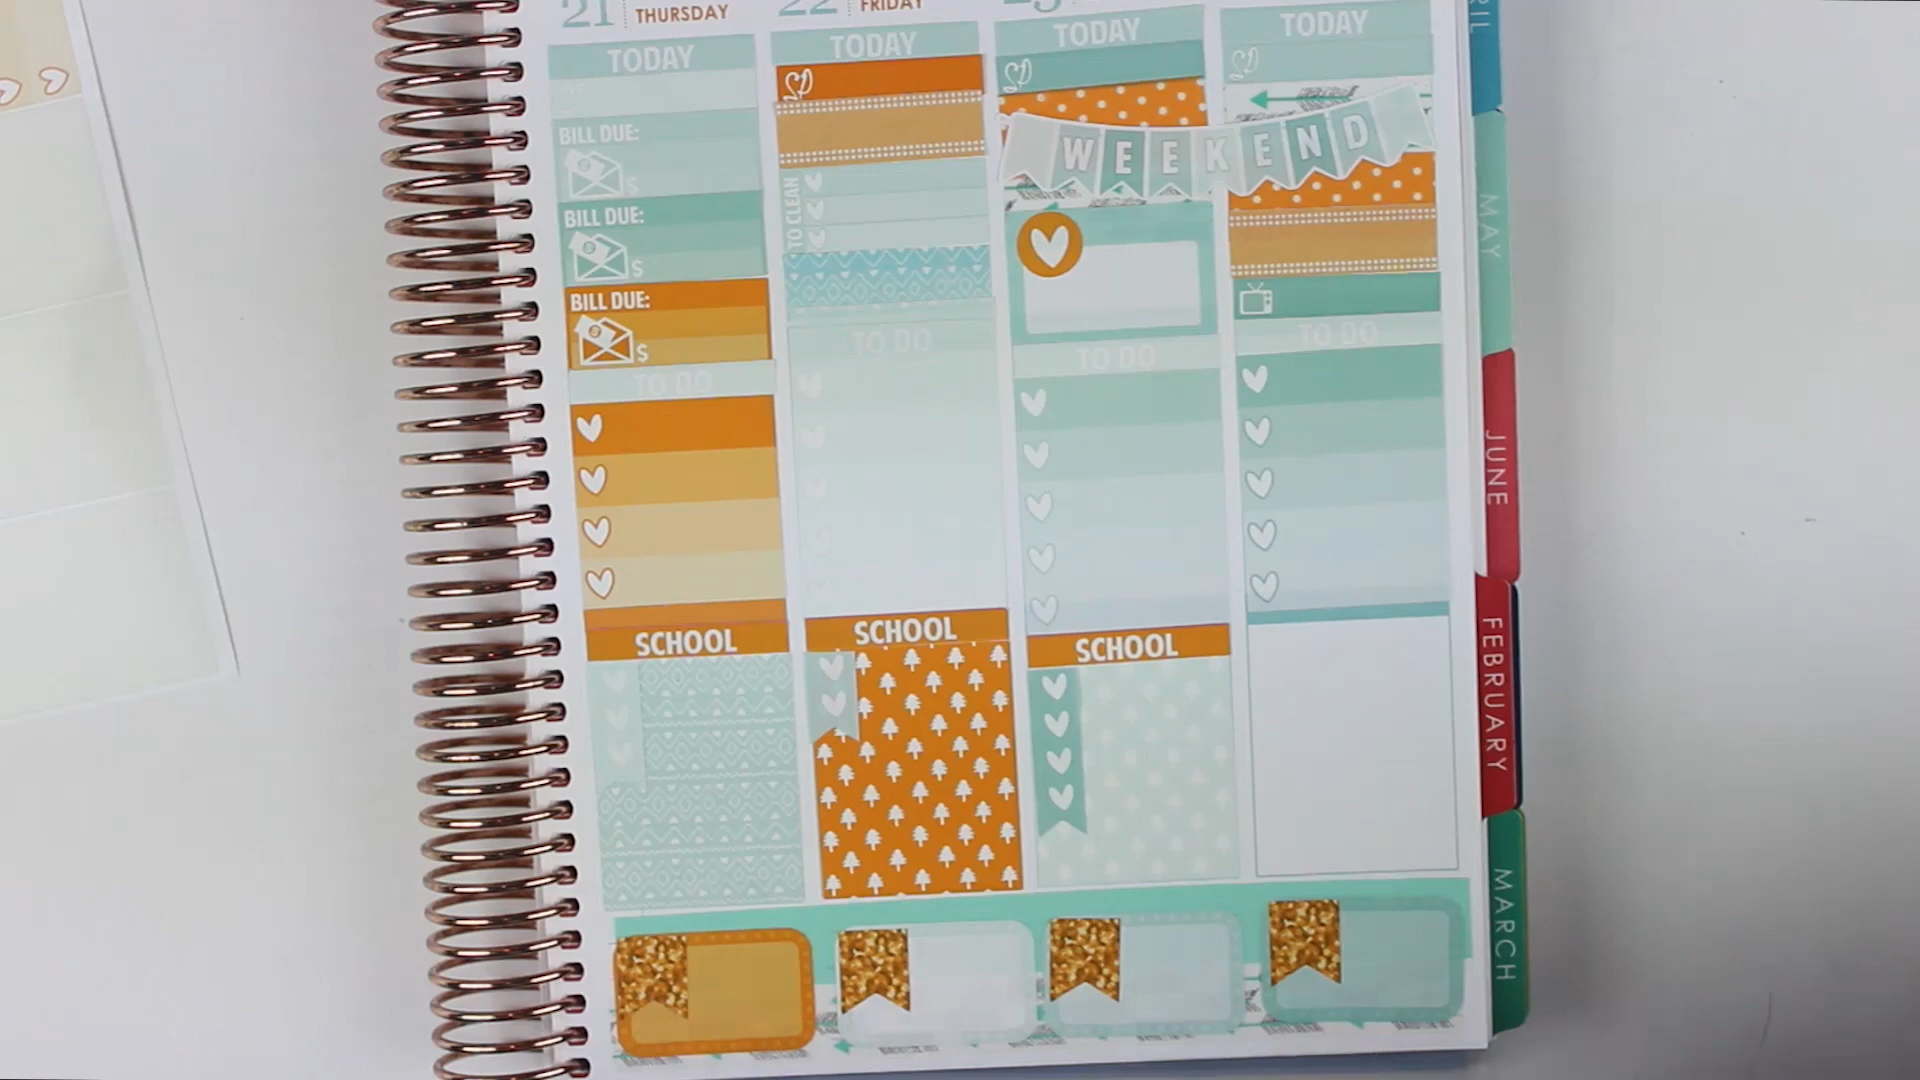 21 THURSDAY
22 FRIDAY
TODAY
TODAY
TODAY
TODAY
BILL DUE:
$
BILL DUE:
$
BILL DUE:
$
TO CLEAN
WEEKEND
TO DO
TO DO
TO DO
TO DO
SCHOOL
SCHOOL
SCHOOL
MAY
JUNE
FEBRUARY
MARCH